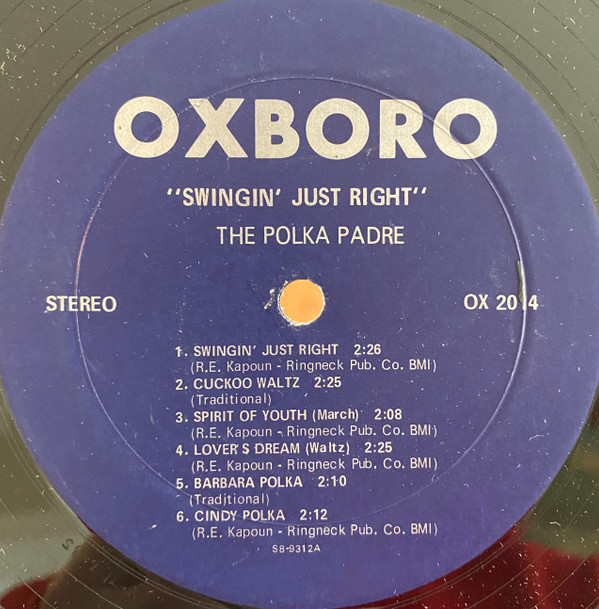 OXBORO
"SWINGIN' JUST RIGHT"
THE POLKA PADRE
STEREO
OX 2014
1. SWINGIN' JUST RIGHT 2:26
(R.E. Kapoun - Ringneck Pub. Co. BMI)
2. CUCKOO WALTZ 2:25
(Traditional)
3. SPIRIT OF YOUTH (March) 2:08
(R.E. Kapoun - Ringneck Pub. Co. BMI)
4. LOVER'S DREAM (Waltz) 2:25
(R.E. Kapoun - Ringneck Pub. Co. BMI)
5. BARBARA POLKA 2:10
(Traditional)
6. CINDY POLKA 2:12
(R.E. Kapoun - Ringneck Pub. Co. BMI)
S8-9312A